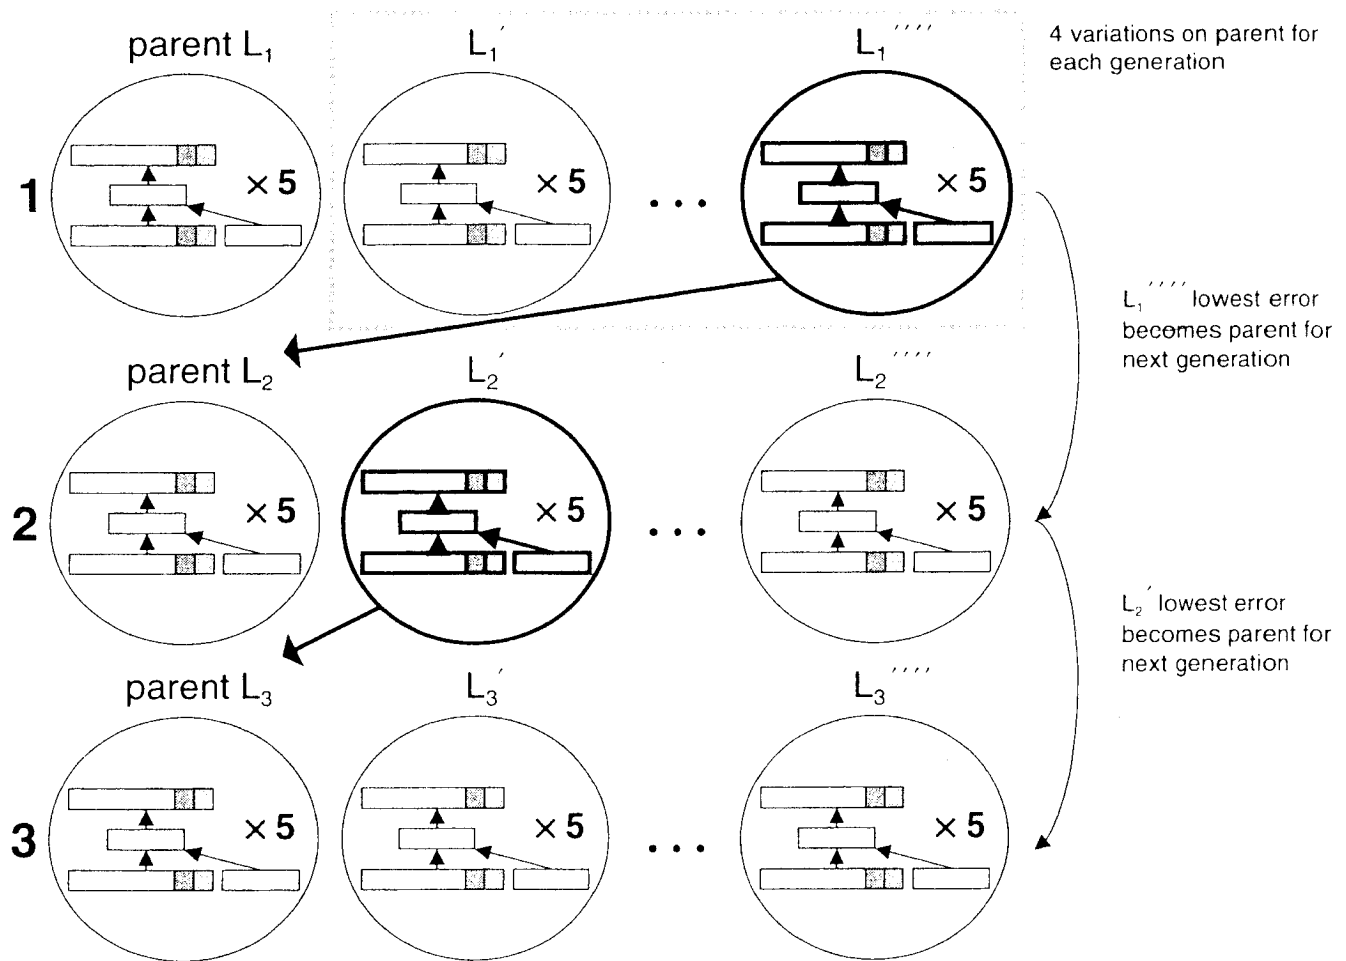 parent L₁ L₁′ L₁′′′′
4 variations on parent for
each generation
1 × 5 × 5 ... × 5
L₁′′′′ lowest error
becomes parent for
next generation
parent L₂ L₂′ L₂′′′′
2 × 5 × 5 ... × 5
L₂′ lowest error
becomes parent for
next generation
parent L₃ L₃′ L₃′′′′
3 × 5 × 5 ... × 5